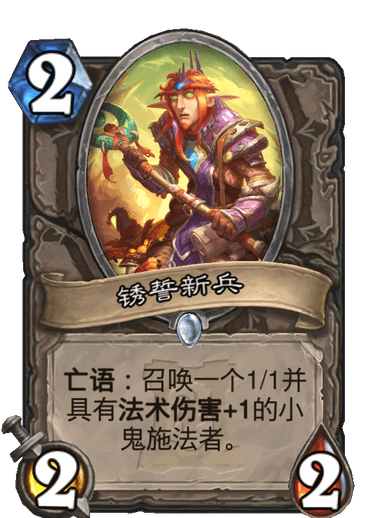 2
锈誓新兵
亡语：召唤一个1/1并
具有法术伤害+1的小
鬼施法者。
2
2